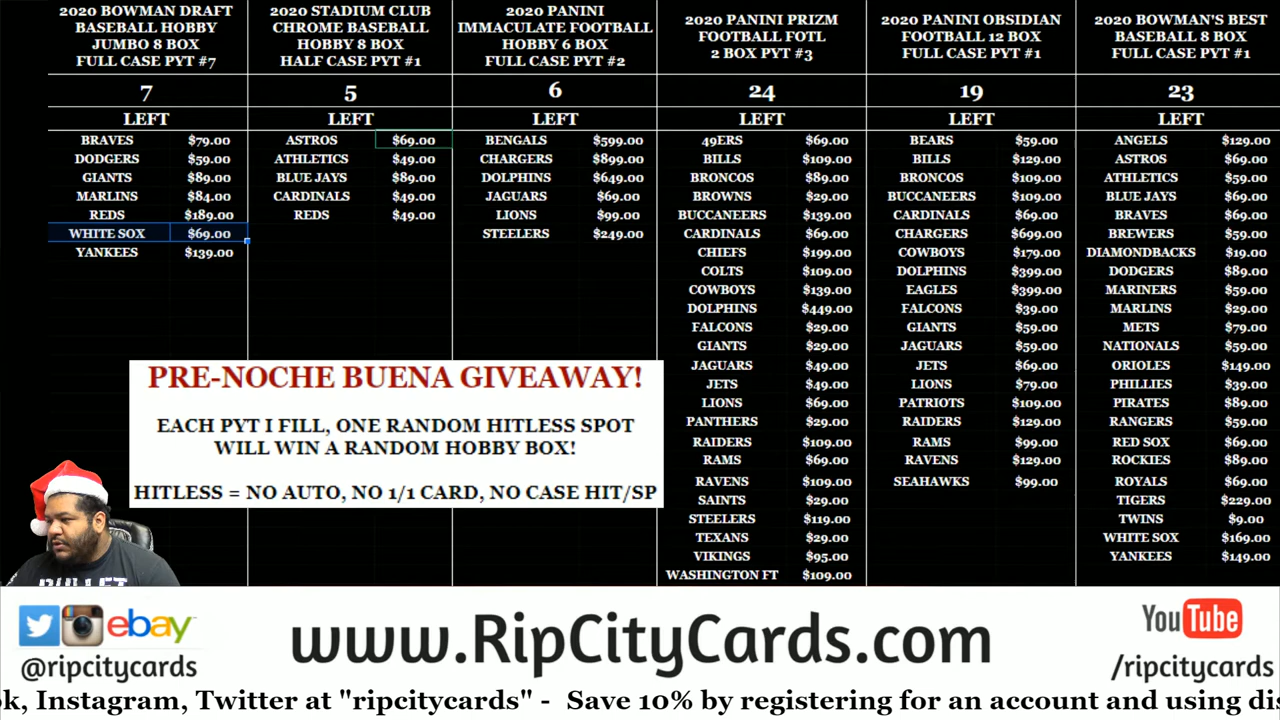 2020 BOWMAN DRAFT
BASEBALL HOBBY
JUMBO 8 BOX
FULL CASE PYT #7
7
LEFT
BRAVES $79.00
DODGERS $59.00
GIANTS $89.00
MARLINS $84.00
REDS $189.00
WHITE SOX $69.00
YANKEES $139.00
2020 STADIUM CLUB
CHROME BASEBALL
HOBBY 8 BOX
HALF CASE PYT #1
5
LEFT
ASTROS $69.00
ATHLETICS $49.00
BLUE JAYS $89.00
CARDINALS $49.00
REDS $49.00
2020 PANINI
IMMACULATE FOOTBALL
HOBBY 6 BOX
FULL CASE PYT #2
6
LEFT
BENGALS $599.00
CHARGERS $899.00
DOLPHINS $649.00
JAGUARS $69.00
LIONS $99.00
STEELERS $249.00
2020 PANINI PRIZM
FOOTBALL FOTL
2 BOX PYT #3
24
LEFT
49ERS $69.00
BILLS $109.00
BRONCOS $89.00
BROWNS $29.00
BUCCANEERS $139.00
CARDINALS $69.00
CHIEFS $199.00
COLTS $109.00
COWBOYS $139.00
DOLPHINS $449.00
FALCONS $29.00
GIANTS $29.00
JAGUARS $49.00
JETS $49.00
LIONS $69.00
PANTHERS $29.00
RAIDERS $109.00
RAMS $69.00
RAVENS $109.00
SAINTS $29.00
STEELERS $119.00
TEXANS $29.00
VIKINGS $95.00
WASHINGTON FT $109.00
2020 PANINI OBSIDIAN
FOOTBALL 12 BOX
FULL CASE PYT #1
19
LEFT
BEARS $59.00
BILLS $129.00
BRONCOS $109.00
BUCCANEERS $109.00
CARDINALS $69.00
CHARGERS $699.00
COWBOYS $179.00
DOLPHINS $399.00
EAGLES $399.00
FALCONS $39.00
GIANTS $59.00
JAGUARS $59.00
JETS $69.00
LIONS $79.00
PATRIOTS $109.00
RAIDERS $129.00
RAMS $99.00
RAVENS $129.00
SEAHAWKS $99.00
2020 BOWMAN'S BEST
BASEBALL 8 BOX
FULL CASE PYT #1
23
LEFT
ANGELS $129.00
ASTROS $69.00
ATHLETICS $59.00
BLUE JAYS $69.00
BRAVES $69.00
BREWERS $59.00
DIAMONDBACKS $19.00
DODGERS $89.00
MARINERS $59.00
MARLINS $29.00
METS $79.00
NATIONALS $59.00
ORIOLES $149.00
PHILLIES $39.00
PIRATES $89.00
RANGERS $59.00
RED SOX $69.00
ROCKIES $89.00
ROYALS $69.00
TIGERS $229.00
TWINS $9.00
WHITE SOX $169.00
YANKEES $149.00
PRE-NOCHE BUENA GIVEAWAY!
EACH PYT I FILL, ONE RANDOM HITLESS SPOT
WILL WIN A RANDOM HOBBY BOX!
HITLESS = NO AUTO, NO 1/1 CARD, NO CASE HIT/SP
BULLET
ebay
@ripcitycards
www.RipCityCards.com
YouTube
/ripcitycards
ok, Instagram, Twitter at "ripcitycards" - Save 10% by registering for an account and using dis